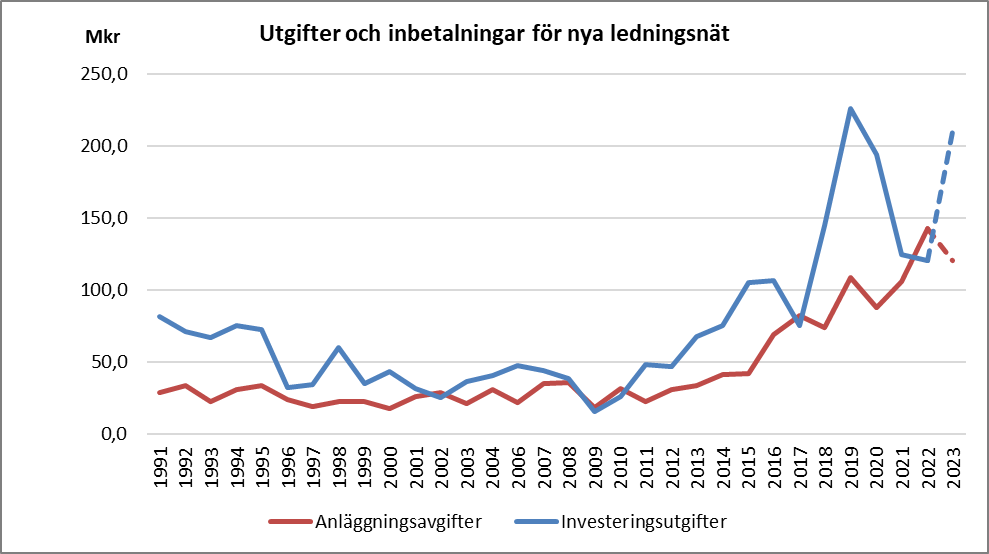 Mkr
Utgifter och inbetalningar för nya ledningsnät
250,0
200,0
150,0
100,0
50,0
0,0
1991 1992 1993 1994 1995 1996 1997 1998 1999 2000 2001 2002 2003 2004 2006 2007 2008 2009 2010 2011 2012 2013 2014 2015 2016 2017 2018 2019 2020 2021 2022 2023
Anläggningsavgifter Investeringsutgifter